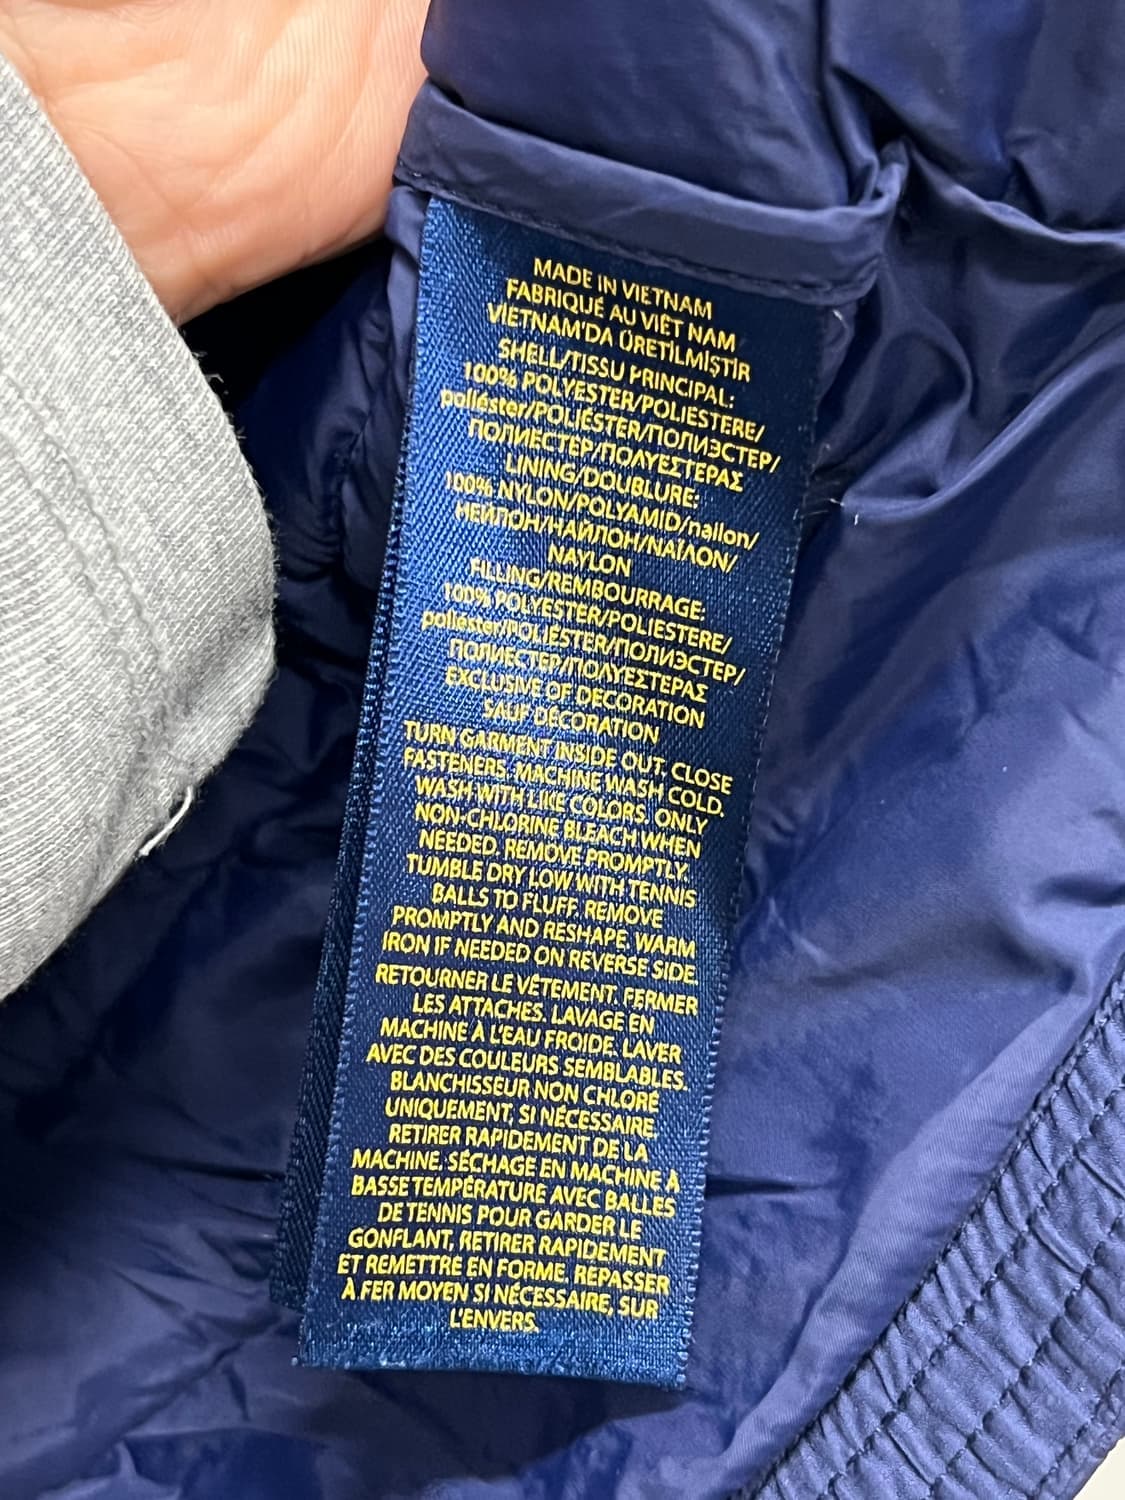 MADE IN VIETNAM
FABRIQUÉ AU VIÊT NAM
VIETNAM'DA ÜRETİLMİŞTİR
SHELL/TISSU PRINCIPAL:
100% POLYESTER/POLIESTERE/
poliéster/POLIÉSTER/ПОЛИЭСТЕР/
ПОЛИЕСТЕР/ΠΟΛΥΕΣΤΕΡΑΣ
LINING/DOUBLURE:
100% NYLON/POLYAMID/nailon/
НЕЙЛОН/НАЙЛОН/ΝΑΪΛΟΝ/
NAYLON
FILLING/REMBOURRAGE:
100% POLYESTER/POLIESTERE/
poliéster/POLIÉSTER/ПОЛИЭСТЕР/
ПОЛИЕСТЕР/ΠΟΛΥΕΣΤΕΡΑΣ
EXCLUSIVE OF DECORATION
SAUF DÉCORATION
TURN GARMENT INSIDE OUT. CLOSE
FASTENERS. MACHINE WASH COLD.
WASH WITH LIKE COLORS. ONLY
NON-CHLORINE BLEACH WHEN
NEEDED. REMOVE PROMPTLY.
TUMBLE DRY LOW WITH TENNIS
BALLS TO FLUFF. REMOVE
PROMPTLY AND RESHAPE. WARM
IRON IF NEEDED ON REVERSE SIDE.
RETOURNER LE VÊTEMENT. FERMER
LES ATTACHES. LAVAGE EN
MACHINE À L'EAU FROIDE. LAVER
AVEC DES COULEURS SEMBLABLES.
BLANCHISSEUR NON CHLORÉ
UNIQUEMENT, SI NÉCESSAIRE.
RETIRER RAPIDEMENT DE LA
MACHINE. SÉCHAGE EN MACHINE À
BASSE TEMPÉRATURE AVEC BALLES
DE TENNIS POUR GARDER LE
GONFLANT, RETIRER RAPIDEMENT
ET REMETTRE EN FORME. REPASSER
À FER MOYEN SI NÉCESSAIRE, SUR
L'ENVERS.